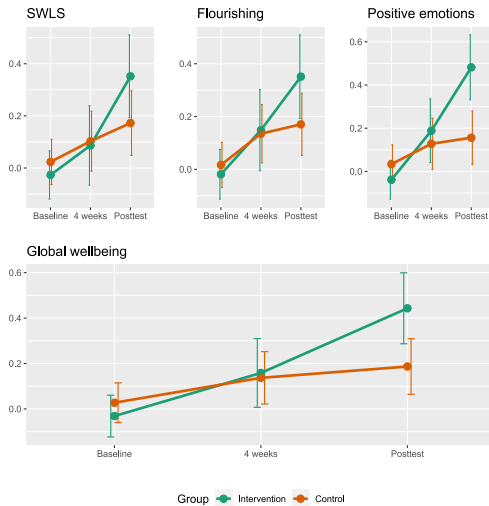 SWLS
Flourishing
Positive emotions
0.4
0.2
0.0
Baseline 4 weeks Posttest
0.4
0.2
0.0
Baseline 4 weeks Posttest
0.6
0.4
0.2
0.0
Baseline 4 weeks Posttest
Global wellbeing
0.6
0.4
0.2
0.0
Baseline 4 weeks Posttest
Group Intervention Control